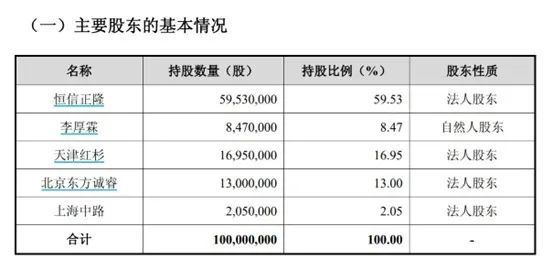 （一）主要股东的基本情况
名称 持股数量（股） 持股比例（%） 股东性质
恒信正隆 59,530,000 59.53 法人股东
李厚霖 8,470,000 8.47 自然人股东
天津红杉 16,950,000 16.95 法人股东
北京东方诚睿 13,000,000 13.00 法人股东
上海中路 2,050,000 2.05 法人股东
合计 100,000,000 100.00 -